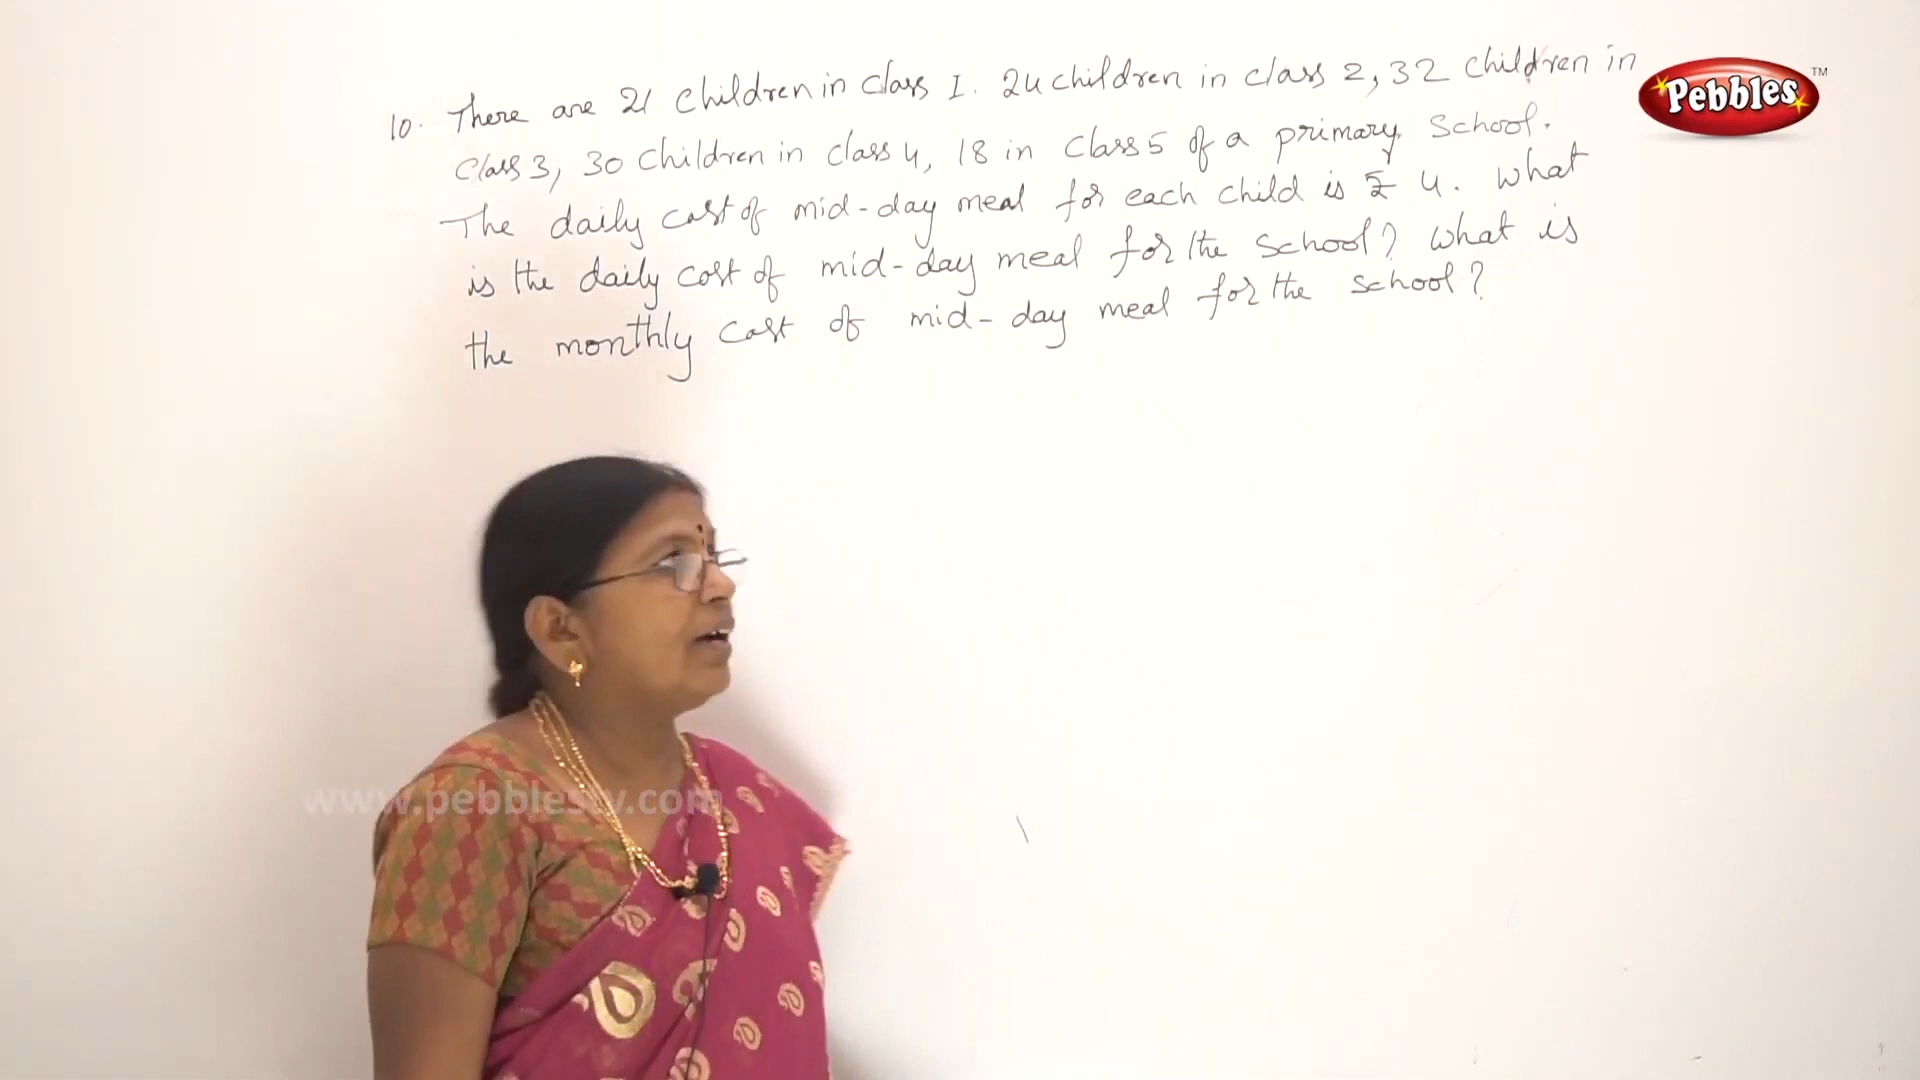 10. There are 21 children in class I. 24 children in class 2, 32 children in
class 3, 30 children in class 4, 18 in class 5 of a primary school.
The daily cost of mid-day meal for each child is ₹ 4. What
is the daily cost of mid-day meal for the school? What is
the monthly cost of mid-day meal for the school?
Pebbles TM
www.pebblestv.com